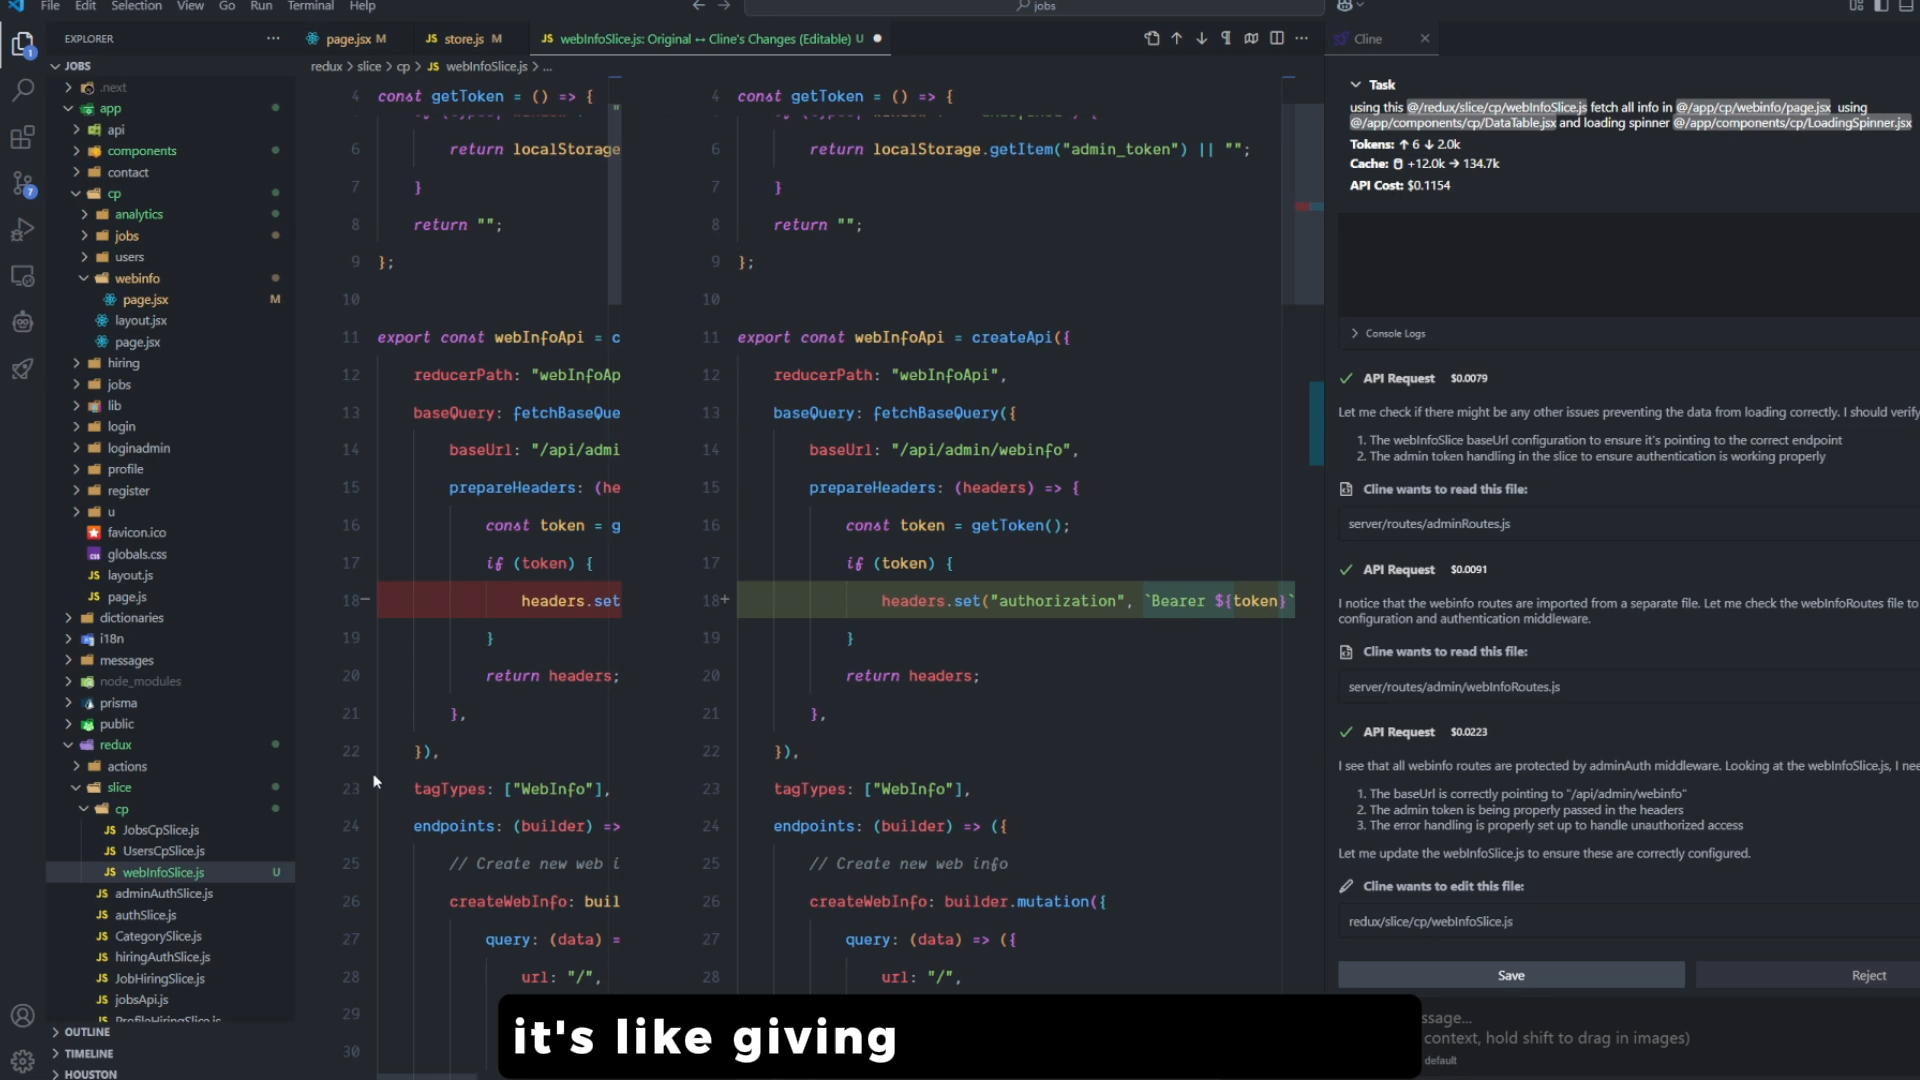 File Edit Selection View Go Run Terminal Help
jobs
EXPLORER
JOBS
.next
app
api
components
contact
cp
analytics
jobs
users
webinfo
page.jsx M
layout.jsx
page.jsx
hiring
jobs
lib
login
loginadmin
profile
register
u
favicon.ico
globals.css
layout.js
page.js
dictionaries
i18n
messages
node_modules
prisma
public
redux
actions
slice
cp
JobsCpSlice.js
UsersCpSlice.js
webInfoSlice.js U
adminAuthSlice.js
authSlice.js
CategorySlice.js
hiringAuthSlice.js
JobHiringSlice.js
jobsApi.js
ProfileHiringSlice.js
OUTLINE
TIMELINE
HOUSTON
page.jsx M
JS store.js M
JS webInfoSlice.js: Original ↔ Cline's Changes (Editable) U
redux > slice > cp > JS webInfoSlice.js > ...
4 const getToken = () => {
6 return localStorage
7 }
8 return "";
9 };
10
11 export const webInfoApi = c
12 reducerPath: "webInfoAp
13 baseQuery: fetchBaseQue
14 baseUrl: "/api/admi
15 prepareHeaders: (he
16 const token = g
17 if (token) {
18− headers.set
19 }
20 return headers;
21 },
22 }),
23 tagTypes: ["WebInfo"],
24 endpoints: (builder) =>
25 // Create new web i
26 createWebInfo: buil
27 query: (data) =
28 url: "/",
29
30
4 const getToken = () => {
6 return localStorage.getItem("admin_token") || "";
7 }
8 return "";
9 };
10
11 export const webInfoApi = createApi({
12 reducerPath: "webInfoApi",
13 baseQuery: fetchBaseQuery({
14 baseUrl: "/api/admin/webinfo",
15 prepareHeaders: (headers) => {
16 const token = getToken();
17 if (token) {
18+ headers.set("authorization", `Bearer ${token}`
19 }
20 return headers;
21 },
22 }),
23 tagTypes: ["WebInfo"],
24 endpoints: (builder) => ({
25 // Create new web info
26 createWebInfo: builder.mutation({
27 query: (data) => ({
28 url: "/",
it's like giving
Cline
Task
using this @/redux/slice/cp/webInfoSlice.js fetch all info in @/app/cp/webinfo/page.jsx using
@/app/components/cp/DataTable.jsx and loading spinner @/app/components/cp/LoadingSpinner.jsx
Tokens: ↑ 6 ↓ 2.0k
Cache: +12.0k → 134.7k
API Cost: $0.1154
Console Logs
API Request $0.0079
Let me check if there might be any other issues preventing the data from loading correctly. I should verify
1. The webInfoSlice baseUrl configuration to ensure it's pointing to the correct endpoint
2. The admin token handling in the slice to ensure authentication is working properly
Cline wants to read this file:
server/routes/adminRoutes.js
API Request $0.0091
I notice that the webinfo routes are imported from a separate file. Let me check the webInfoRoutes file to
configuration and authentication middleware.
Cline wants to read this file:
server/routes/admin/webInfoRoutes.js
API Request $0.0223
I see that all webinfo routes are protected by adminAuth middleware. Looking at the webInfoSlice.js, I nee
1. The baseUrl is correctly pointing to "/api/admin/webinfo"
2. The admin token is being properly passed in the headers
3. The error handling is properly set up to handle unauthorized access
Let me update the webInfoSlice.js to ensure these are correctly configured.
Cline wants to edit this file:
redux/slice/cp/webInfoSlice.js
Save
Reject
ssage...
context, hold shift to drag in images)
default